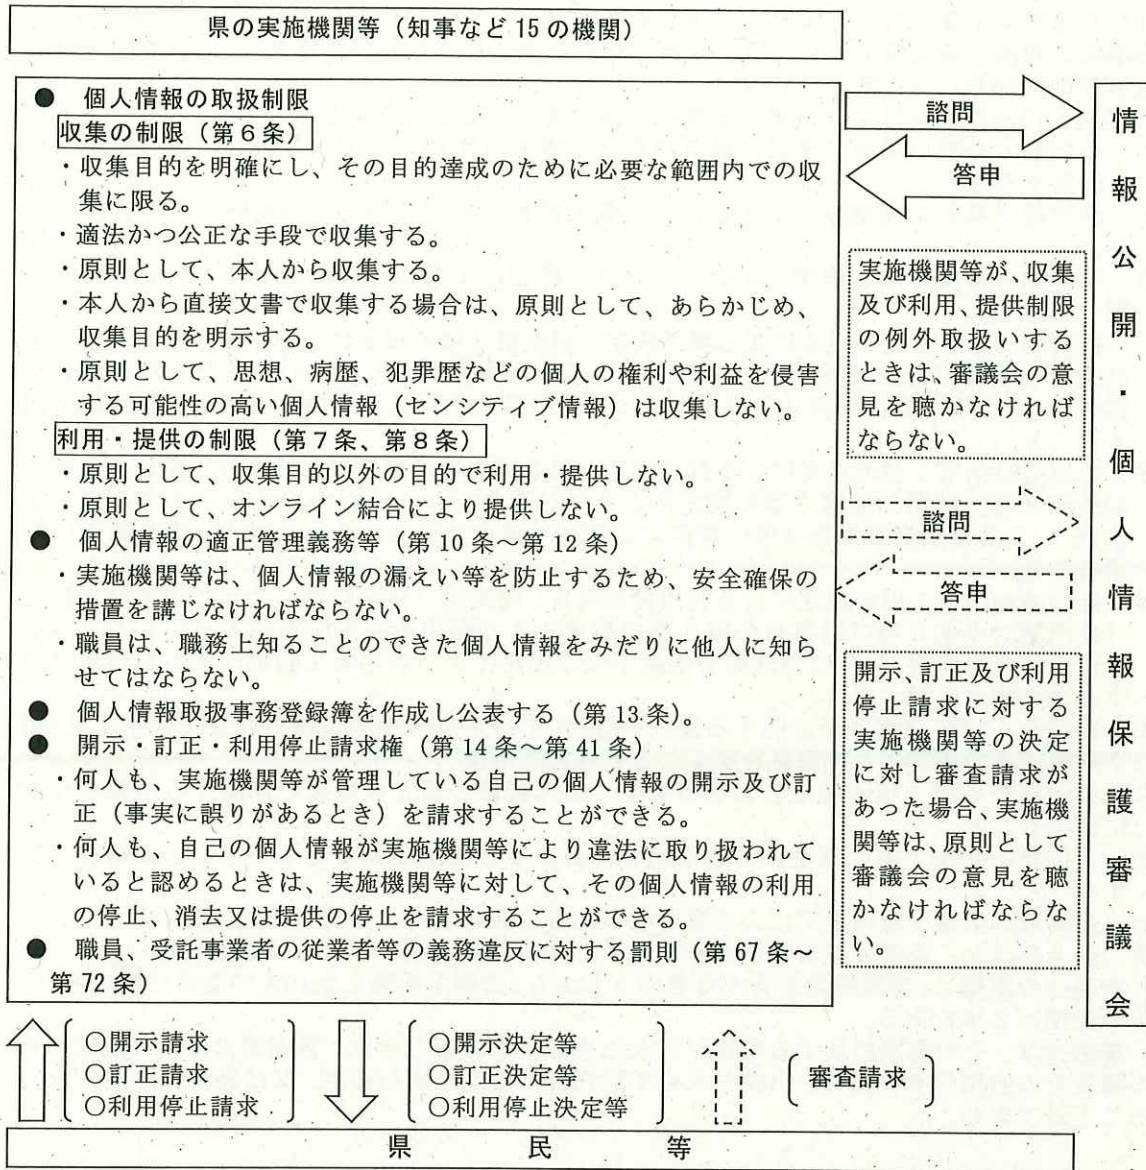 県の実施機関等（知事など15の機関）
● 個人情報の取扱制限
収集の制限（第６条）
・収集目的を明確にし、その目的達成のために必要な範囲内での収
集に限る。
・適法かつ公正な手段で収集する。
・原則として、本人から収集する。
・本人から直接文書で収集する場合は、原則として、あらかじめ、
収集目的を明示する。
・原則として、思想、病歴、犯罪歴などの個人の権利や利益を侵害
する可能性の高い個人情報（センシティブ情報）は収集しない。
利用・提供の制限（第７条、第８条）
・原則として、収集目的以外の目的で利用・提供しない。
・原則として、オンライン結合により提供しない。
● 個人情報の適正管理義務等（第10条～第12条）
・実施機関等は、個人情報の漏えい等を防止するため、安全確保の
措置を講じなければならない。
・職員は、職務上知ることのできた個人情報をみだりに他人に知ら
せてはならない。
● 個人情報取扱事務登録簿を作成し公表する（第13条）。
● 開示・訂正・利用停止請求権（第14条～第41条）
・何人も、実施機関等が管理している自己の個人情報の開示及び訂
正（事実に誤りがあるとき）を請求することができる。
・何人も、自己の個人情報が実施機関等により違法に取り扱われて
いると認めるときは、実施機関等に対して、その個人情報の利用
の停止、消去又は提供の停止を請求することができる。
● 職員、受託事業者の従業者等の義務違反に対する罰則（第67条～
第72条）
諮問
答申
実施機関等が、収集
及び利用、提供制限
の例外取扱いする
ときは、審議会の意
見を聴かなければ
ならない。
諮問
答申
開示、訂正及び利用
停止請求に対する
実施機関等の決定
に対し審査請求が
あった場合、実施機
関等は、原則として
審議会の意見を聴
かなければならな
い。
情報公開・個人情報保護審議会
○開示請求
○訂正請求
○利用停止請求
○開示決定等
○訂正決定等
○利用停止決定等
審査請求
県民等